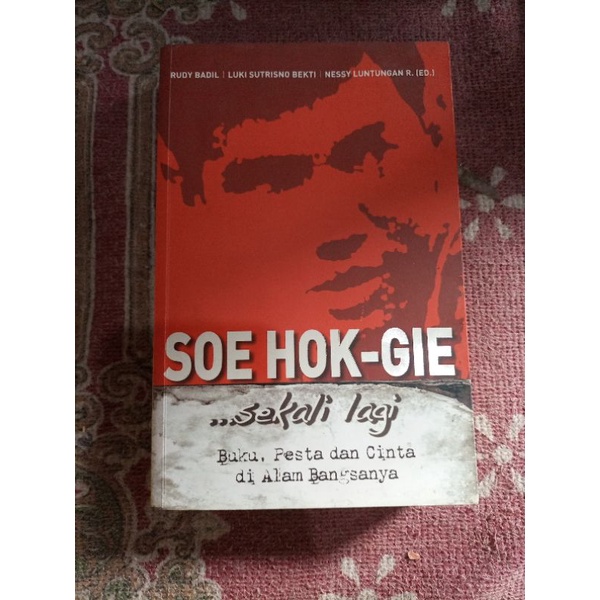 RUDY BADIL | LUKI SUTRISNO BEKTI | NESSY LUNTUNGAN R. (ED.)
SOE HOK-GIE
...sekali lagi
Buku, Pesta dan Cinta
di Alam Bangsanya